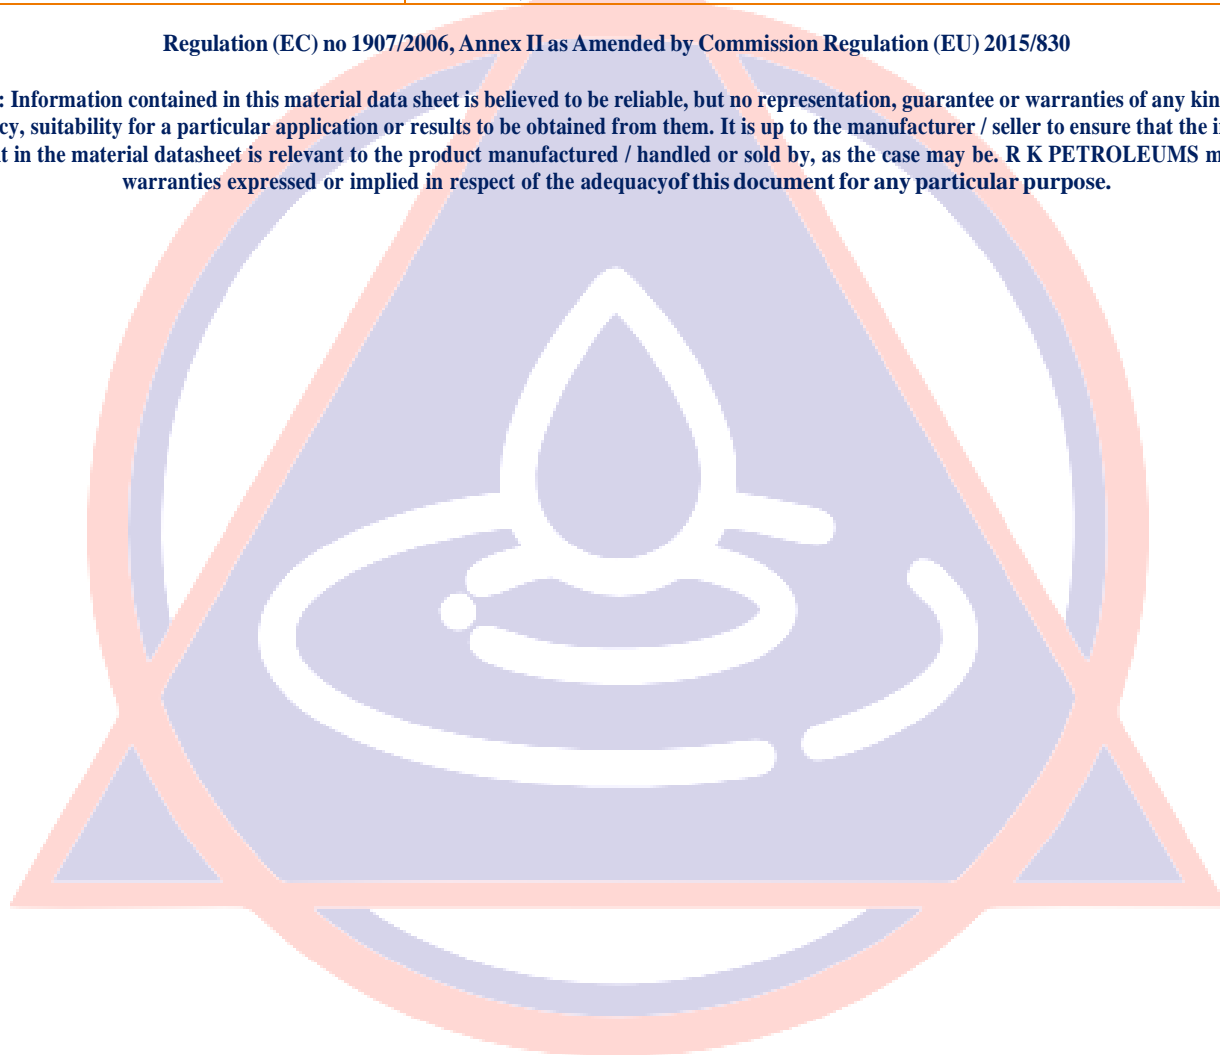 Regulation (EC) no 1907/2006, Annex II as Amended by Commission Regulation (EU) 2015/830
: Information contained in this material data sheet is believed to be reliable, but no representation, guarantee or warranties of any kin
cy, suitability for a particular application or results to be obtained from them. It is up to the manufacturer / seller to ensure that the i
t in the material datasheet is relevant to the product manufactured / handled or sold by, as the case may be. R K PETROLEUMS m
warranties expressed or implied in respect of the adequacyof this document for any particular purpose.